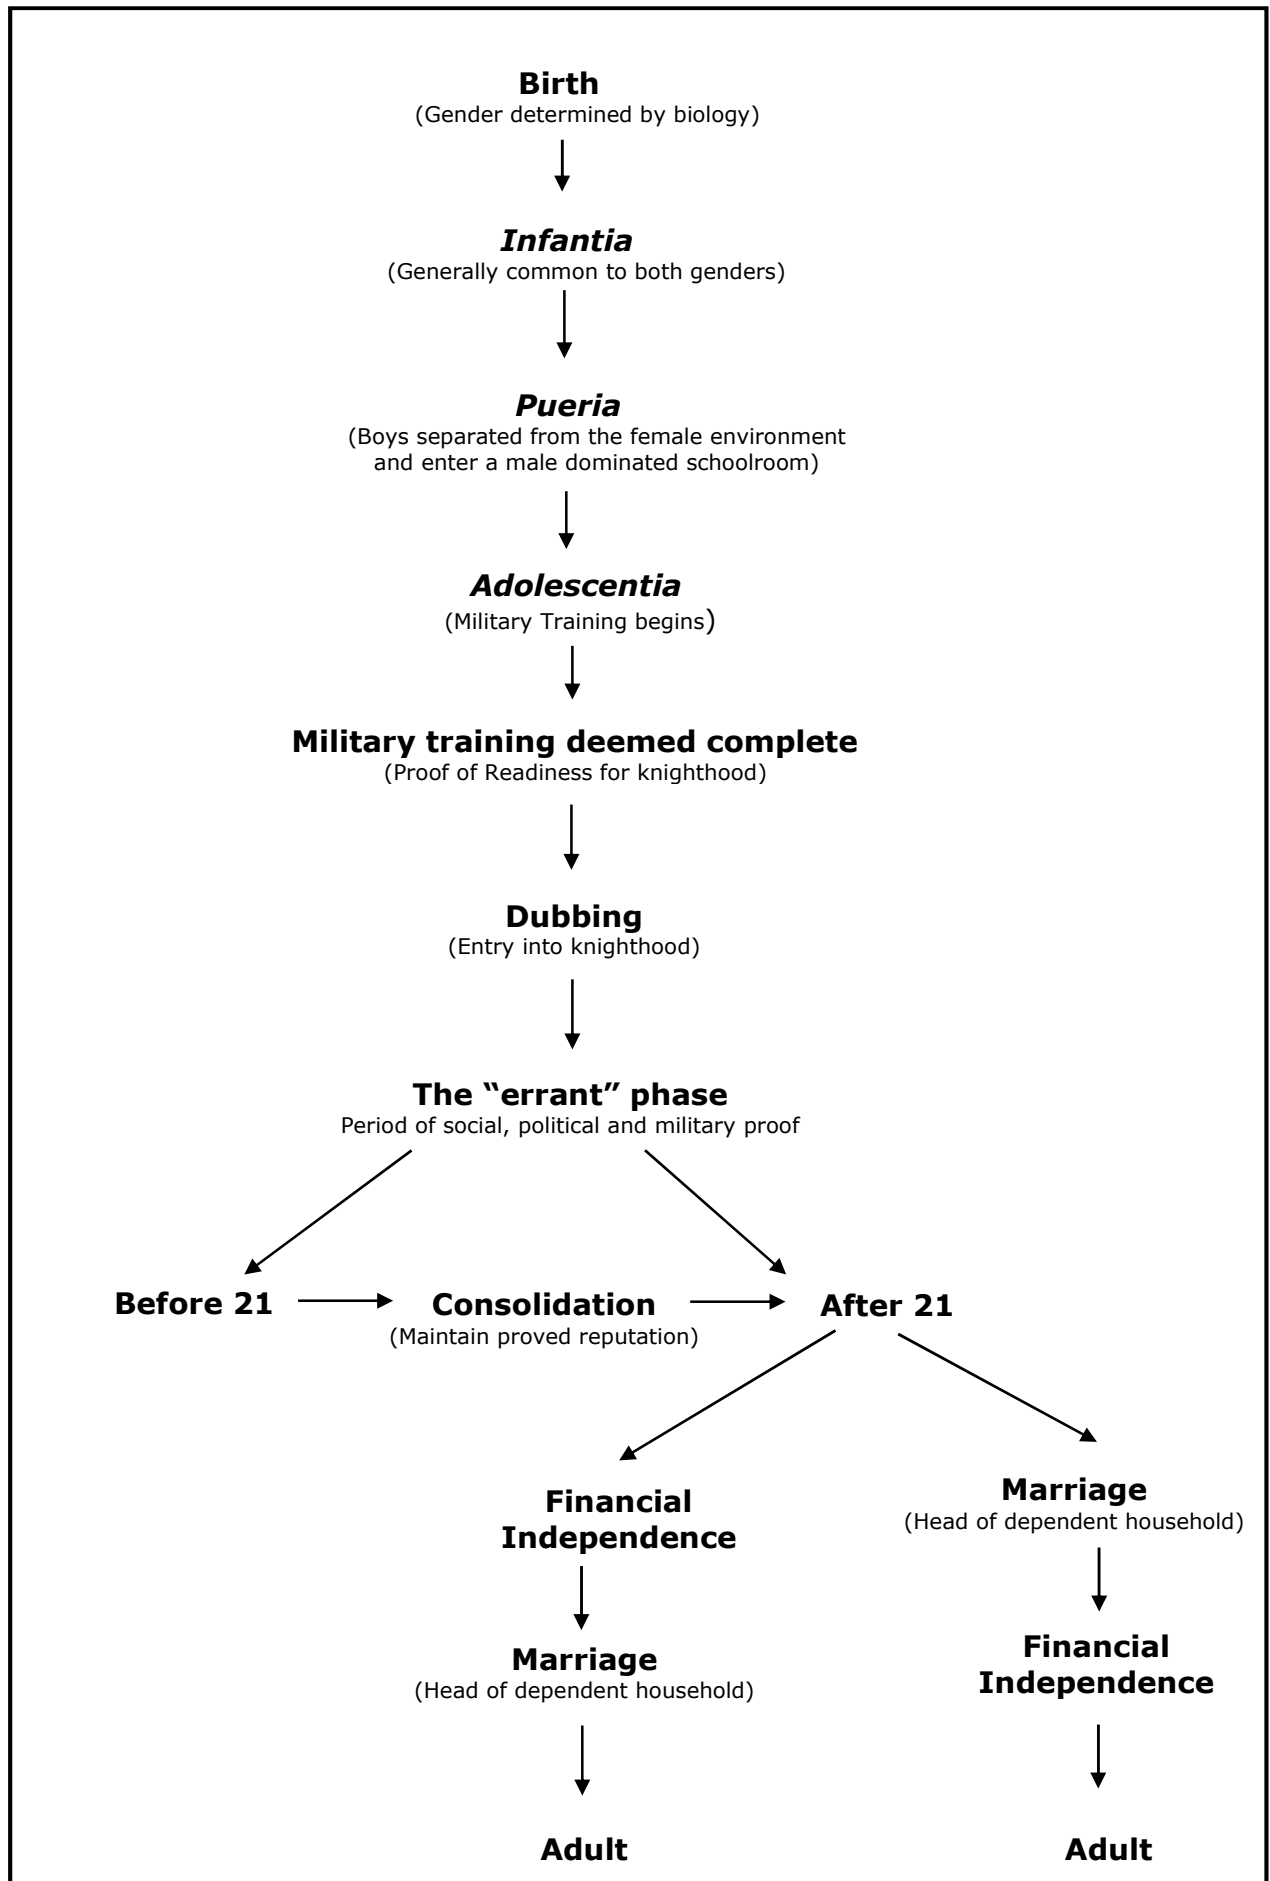 Birth
(Gender determined by biology)
Infantia
(Generally common to both genders)
Pueria
(Boys separated from the female environment
and enter a male dominated schoolroom)
Adolescentia
(Military Training begins)
Military training deemed complete
(Proof of Readiness for knighthood)
Dubbing
(Entry into knighthood)
The “errant” phase
Period of social, political and military proof
Before 21
Consolidation
(Maintain proved reputation)
After 21
Financial
Independence
Marriage
(Head of dependent household)
Adult
Marriage
(Head of dependent household)
Financial
Independence
Adult